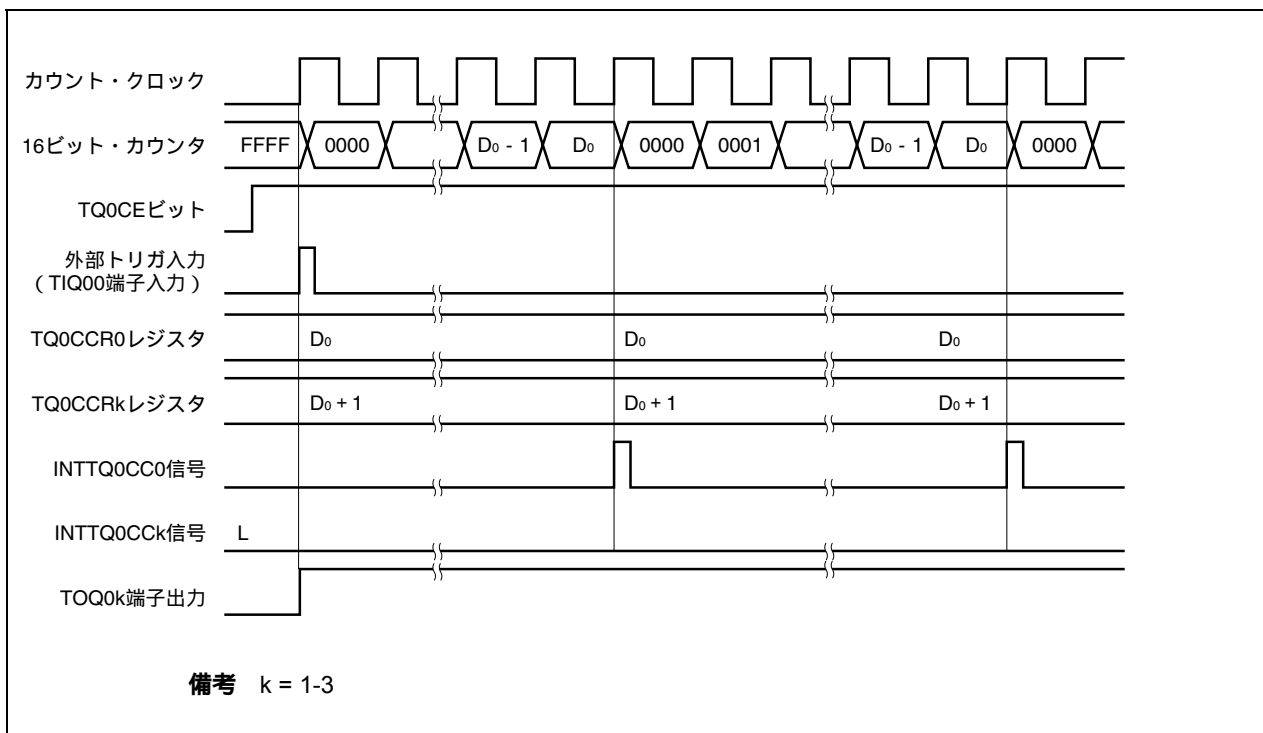 カウント・クロック
16ビット・カウンタ FFFF 0000 D₀ - 1 D₀ 0000 0001 D₀ - 1 D₀ 0000
TQ0CEビット
外部トリガ入力
(TIQ00端子入力)
TQ0CCR0レジスタ D₀ D₀ D₀
TQ0CCRkレジスタ D₀ + 1 D₀ + 1 D₀ + 1
INTTQ0CC0信号
INTTQ0CCk信号 L
TOQ0k端子出力
備考 k = 1-3